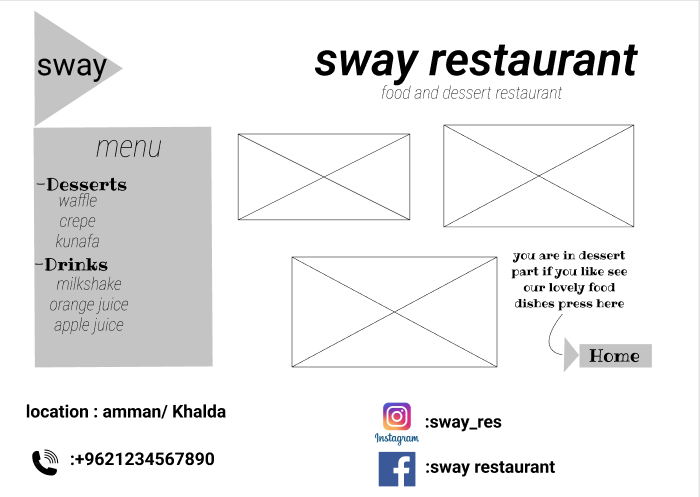 sway
sway restaurant
food and dessert restaurant
menu
-Desserts
waffle
crepe
kunafa
-Drinks
milkshake
orange juice
apple juice
you are in dessert
part if you like see
our lovely food
dishes press here
Home
location : amman/ Khalda
:+9621234567890
Instagram
:sway_res
f
:sway restaurant